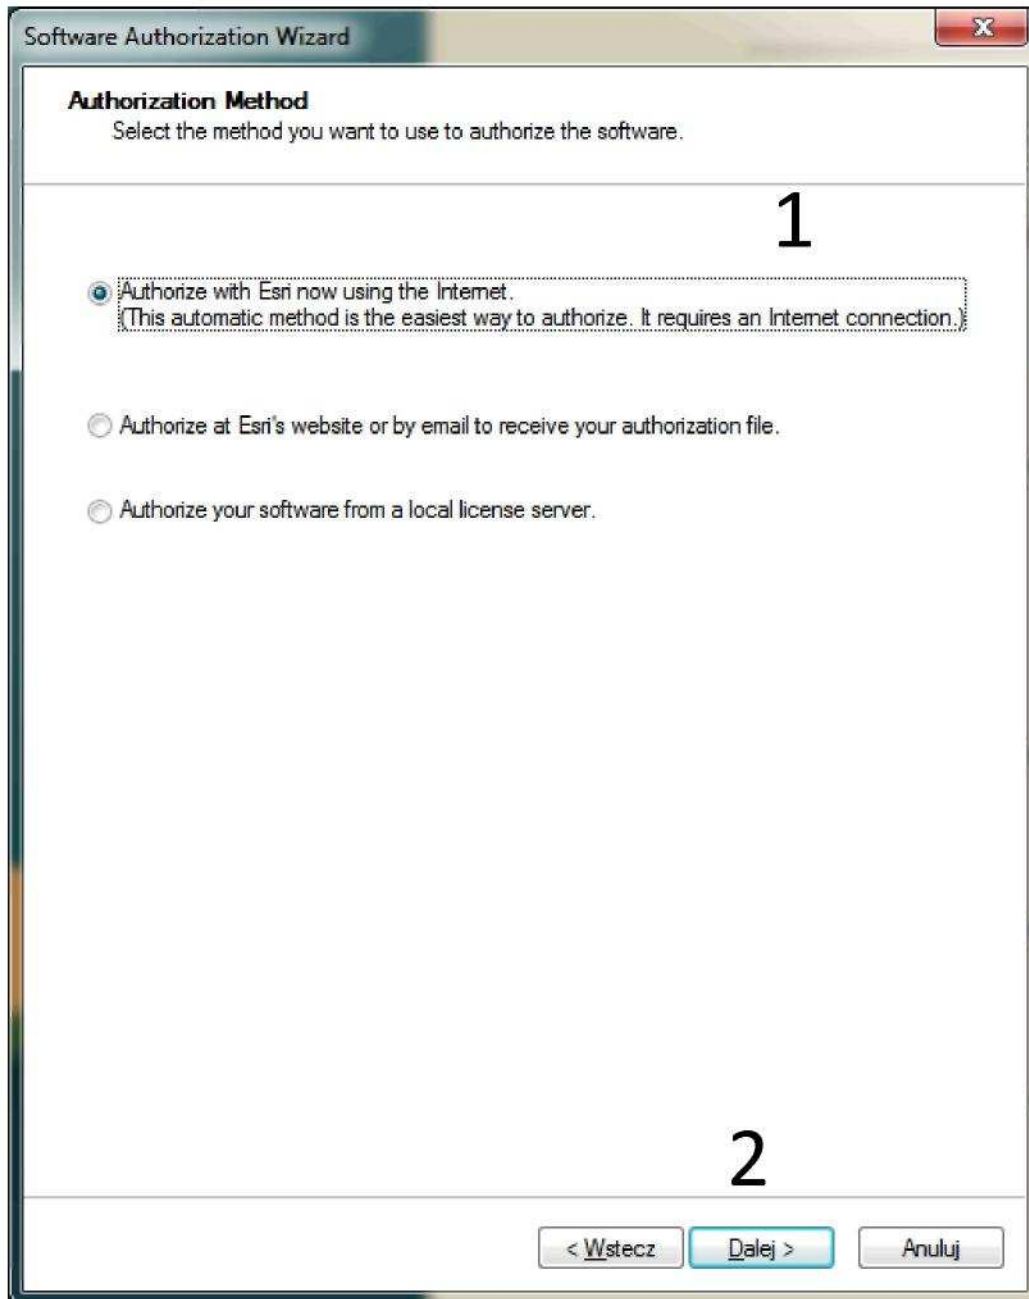 Software Authorization Wizard
Authorization Method
Select the method you want to use to authorize the software.
1
Authorize with Esri now using the Internet.
(This automatic method is the easiest way to authorize. It requires an Internet connection.)
Authorize at Esri's website or by email to receive your authorization file.
Authorize your software from a local license server.
2
< Wstecz Dalej > Anuluj